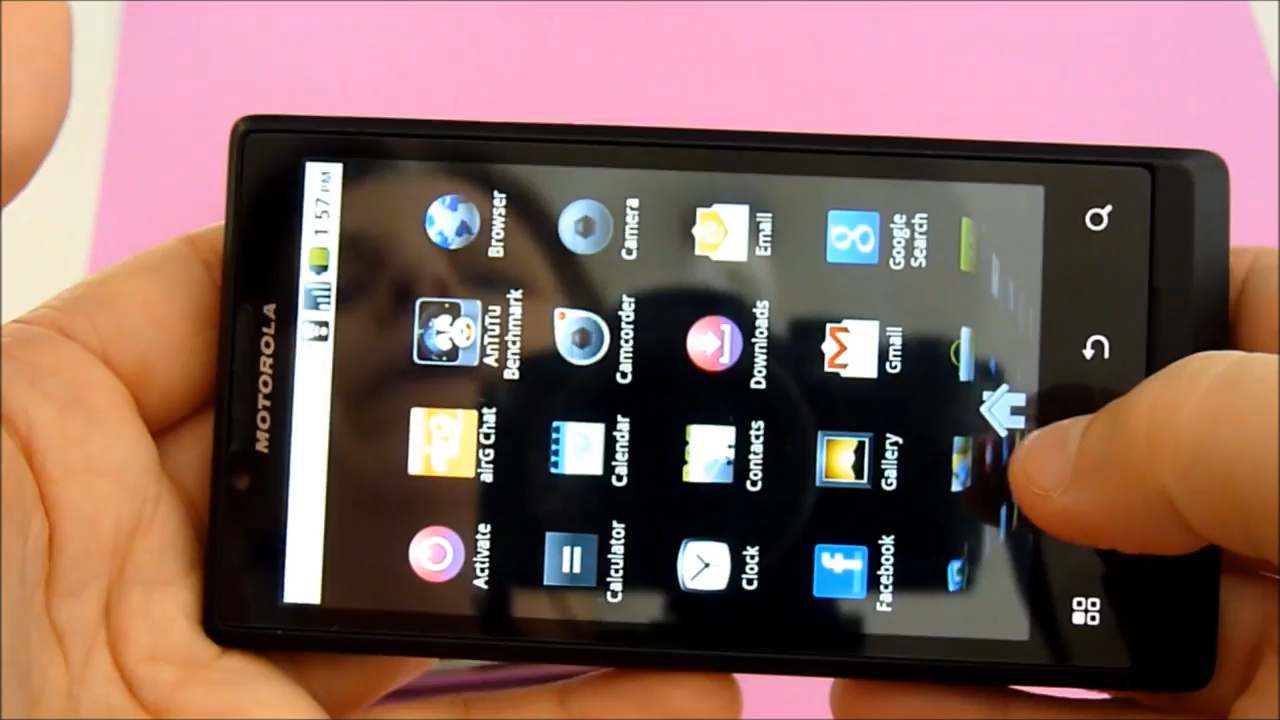 MOTOROLA
1:57 PM
Activate
airG Chat
AnTuTu
Benchmark
Browser
Calculator
Calendar
Camcorder
Camera
Clock
Contacts
Downloads
Email
Facebook
Gallery
Gmail
Google
Search